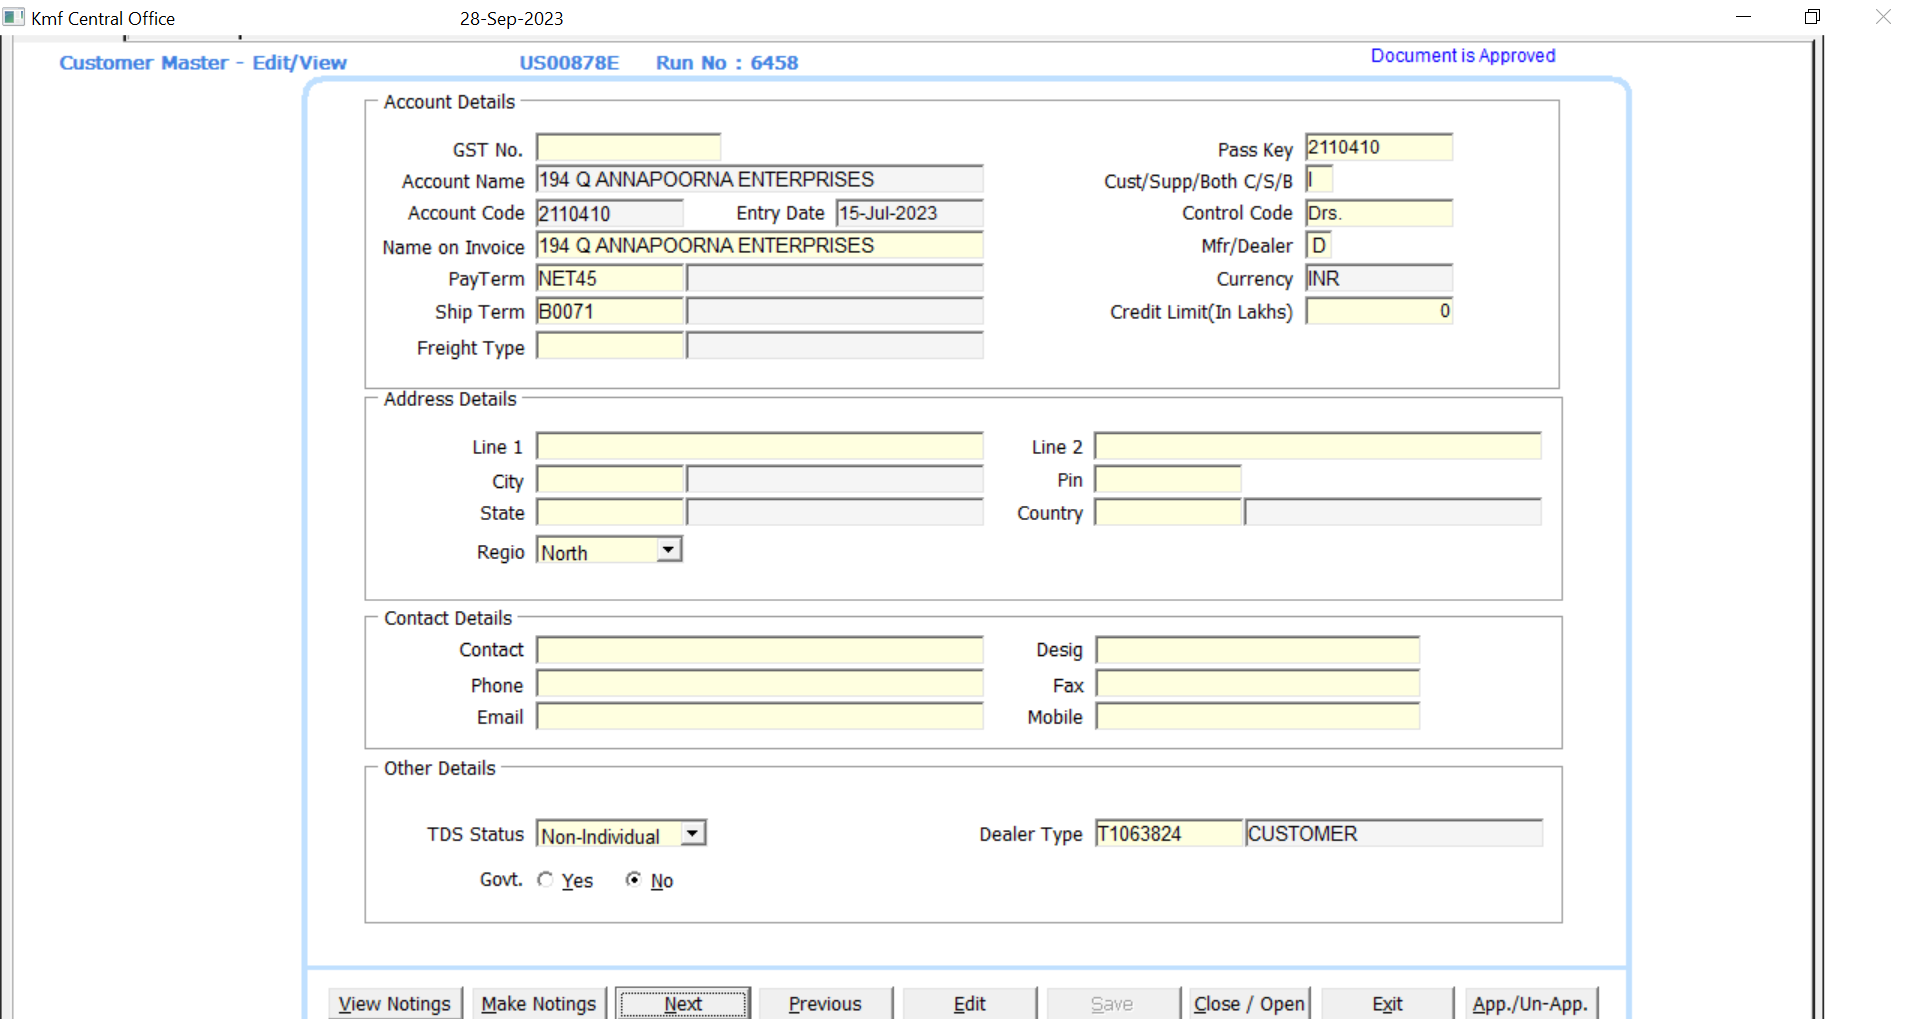 Kmf Central Office 28-Sep-2023
Customer Master - Edit/View US00878E Run No : 6458 Document is Approved
Account Details
GST No. Pass Key 2110410
Account Name 194 Q ANNAPOORNA ENTERPRISES Cust/Supp/Both C/S/B I
Account Code 2110410 Entry Date 15-Jul-2023 Control Code Drs.
Name on Invoice 194 Q ANNAPOORNA ENTERPRISES Mfr/Dealer D
PayTerm NET45 Currency INR
Ship Term B0071 Credit Limit(In Lakhs) 0
Freight Type
Address Details
Line 1 Line 2
City Pin
State Country
Regio North
Contact Details
Contact Desig
Phone Fax
Email Mobile
Other Details
TDS Status Non-Individual Dealer Type T1063824 CUSTOMER
Govt. Yes No
View Notings Make Notings Next Previous Edit Save Close / Open Exit App./Un-App.